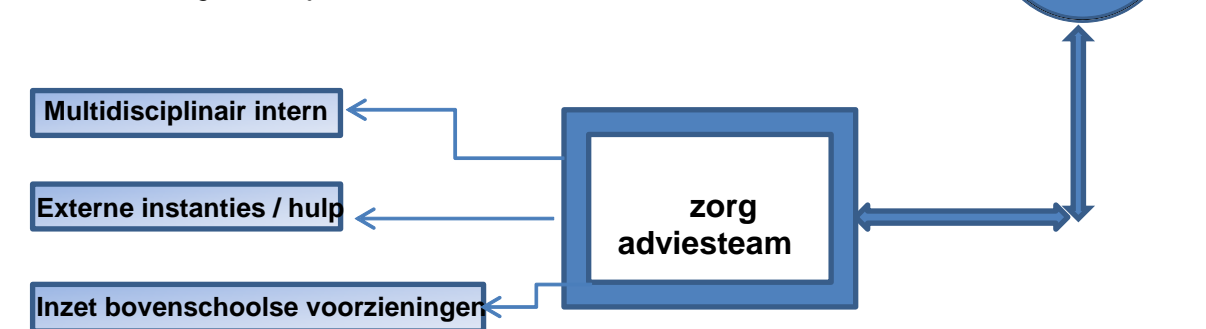 Multidisciplinair intern
Externe instanties / hulp
zorg
adviesteam
Inzet bovenschoolse voorzieningen